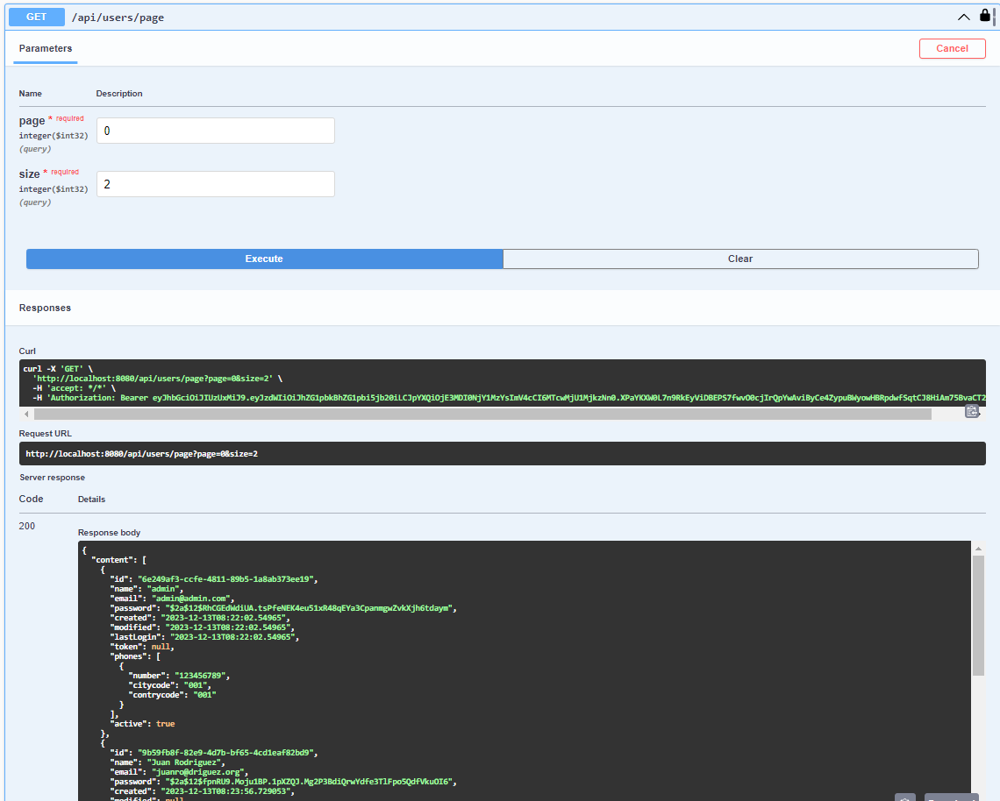 GET /api/users/page
Parameters
Cancel
Name Description
page * required
integer($int32)
(query)
0
size * required
integer($int32)
(query)
2
Execute Clear
Responses
Curl
curl -X 'GET' \
'http://localhost:8080/api/users/page?page=0&size=2' \
-H 'accept: */*' \
-H 'Authorization: Bearer
Request URL
http://localhost:8080/api/users/page?page=0&size=2
Server response
Code Details
200
Response body
{
"content": [
{
"id": "6e249af3-ccfe-4811-89b5-1a8ab373ee19",
"name": "admin",
"email": "admin@admin.com",
"password": "$2a$12$RhCGEdWdiUA.tsPfeNEK4eu51xR48qEYa3CpanmgwZvkXjh6tdaym",
"created": "2023-12-13T08:22:02.54965",
"modified": "2023-12-13T08:22:02.54965",
"lastLogin": "2023-12-13T08:22:02.54965",
"token": null,
"phones": [
{
"number": "123456789",
"citycode": "001",
"contrycode": "001"
}
],
"active": true
},
{
"id": "9b59fb8f-82e9-4d7b-bf65-4cd1eaf82bd9",
"name": "Juan Rodriguez",
"email": "juanro@driguez.org",
"password": "$2a$12$fpnRU9.Moju1BP.1pXZQJ.Mg2P3BdiQrwYdfe3TlFpo5QdfVkuOI6",
"created": "2023-12-13T08:23:56.729053",
"modified": null